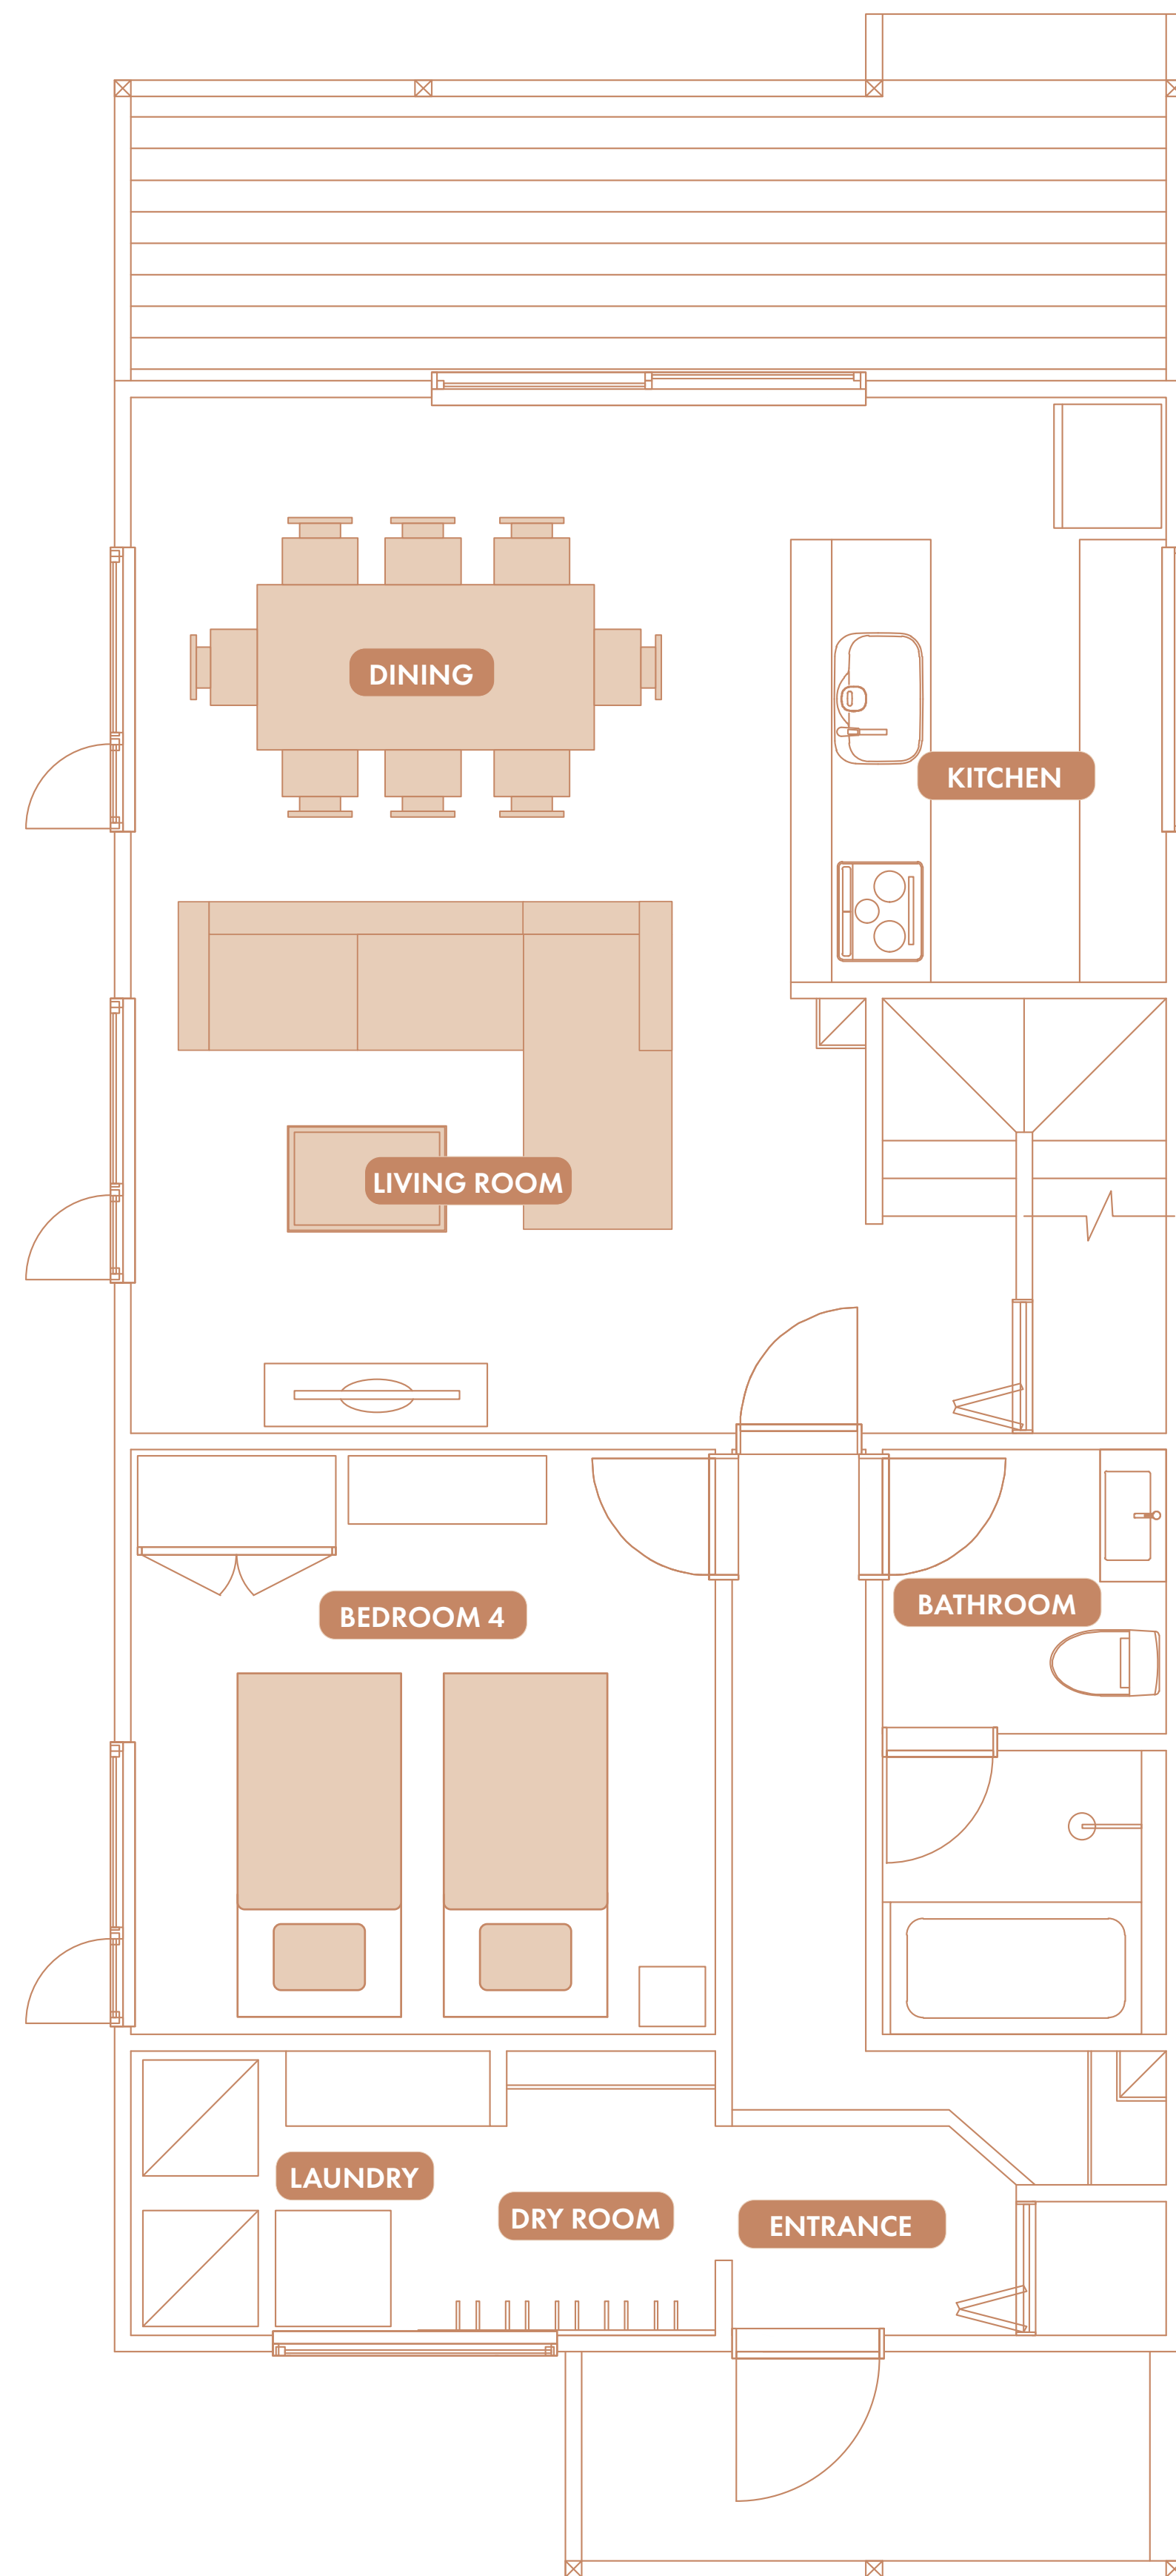 DINING
KITCHEN
LIVING ROOM
BEDROOM 4
BATHROOM
LAUNDRY
DRY ROOM
ENTRANCE